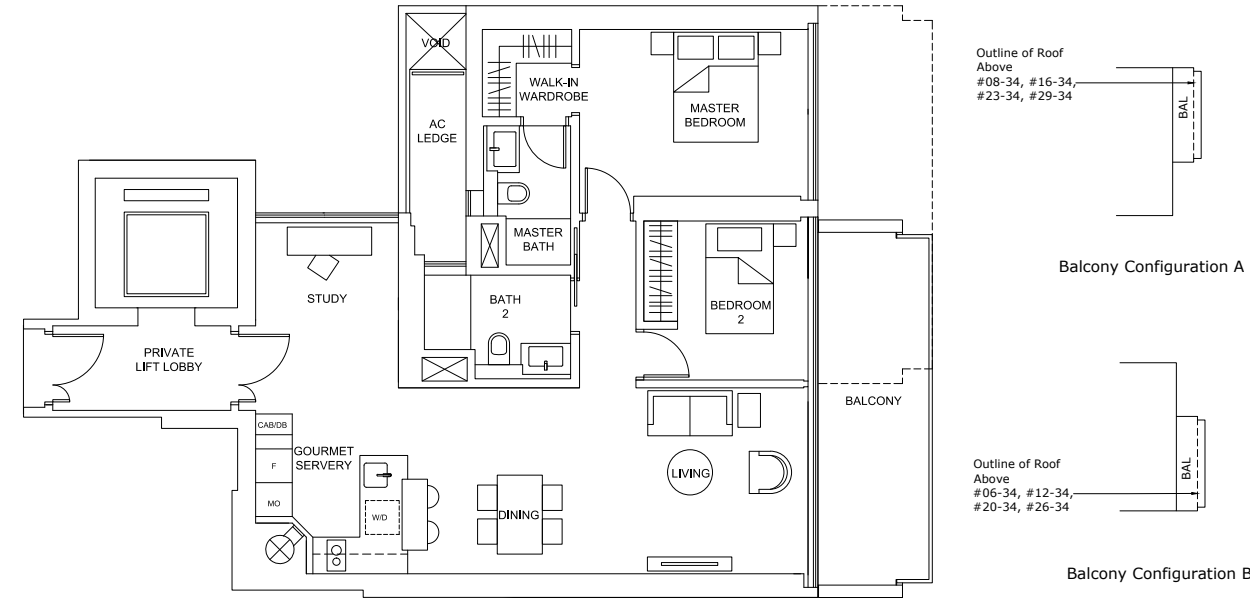 VOID
WALK-IN
WARDROBE
AC
LEDGE
MASTER
BEDROOM
MASTER
BATH
STUDY
BATH
2
BEDROOM
2
PRIVATE
LIFT LOBBY
BALCONY
CAB/DB
F
MO
GOURMET
SERVERY
W/D
DINING
LIVING
Outline of Roof
Above
#08-34, #16-34,
#23-34, #29-34
BAL
Balcony Configuration A
Outline of Roof
Above
#06-34, #12-34,
#20-34, #26-34
BAL
Balcony Configuration B